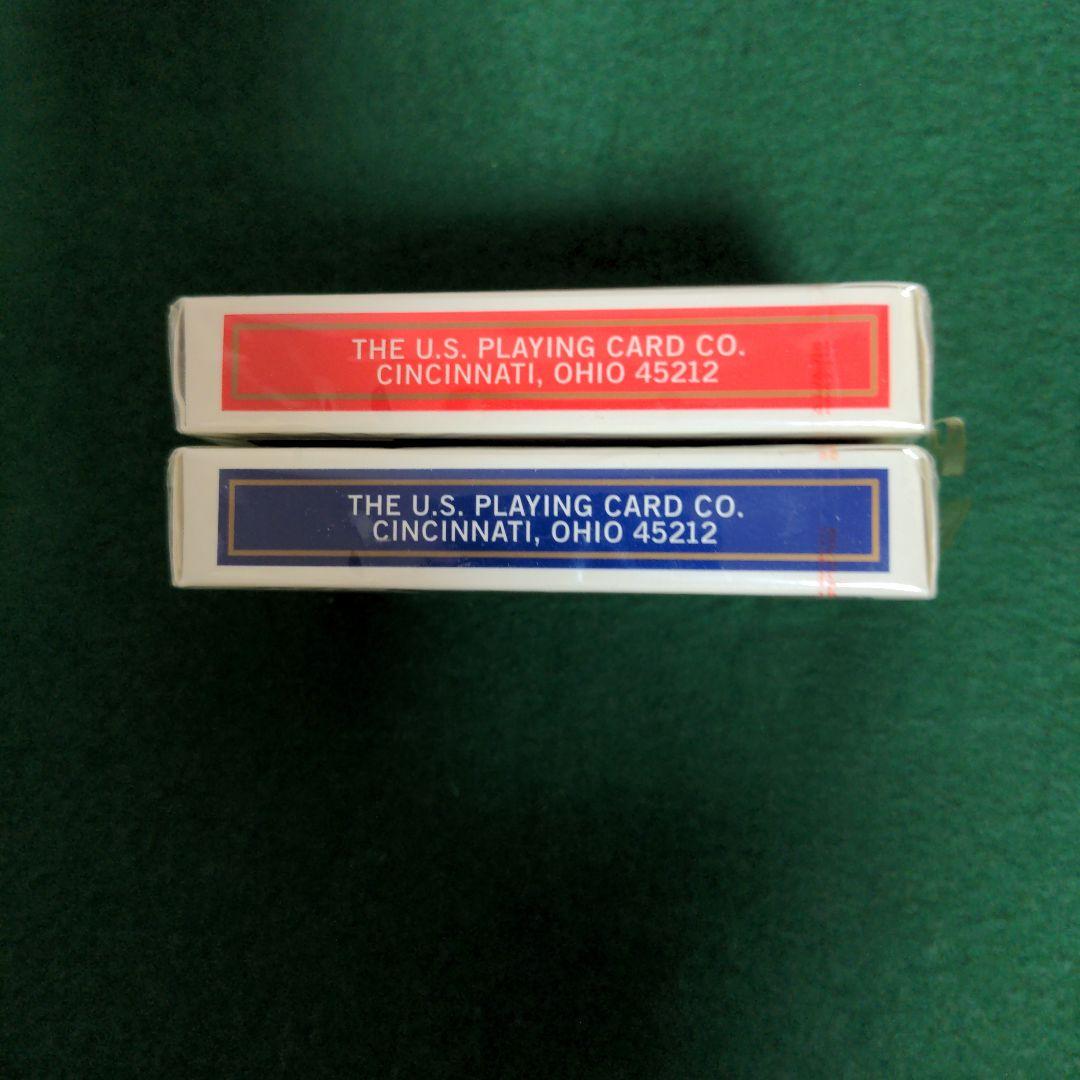 THE U.S. PLAYING CARD CO.
CINCINNATI, OHIO 45212
THE U.S. PLAYING CARD CO.
CINCINNATI, OHIO 45212